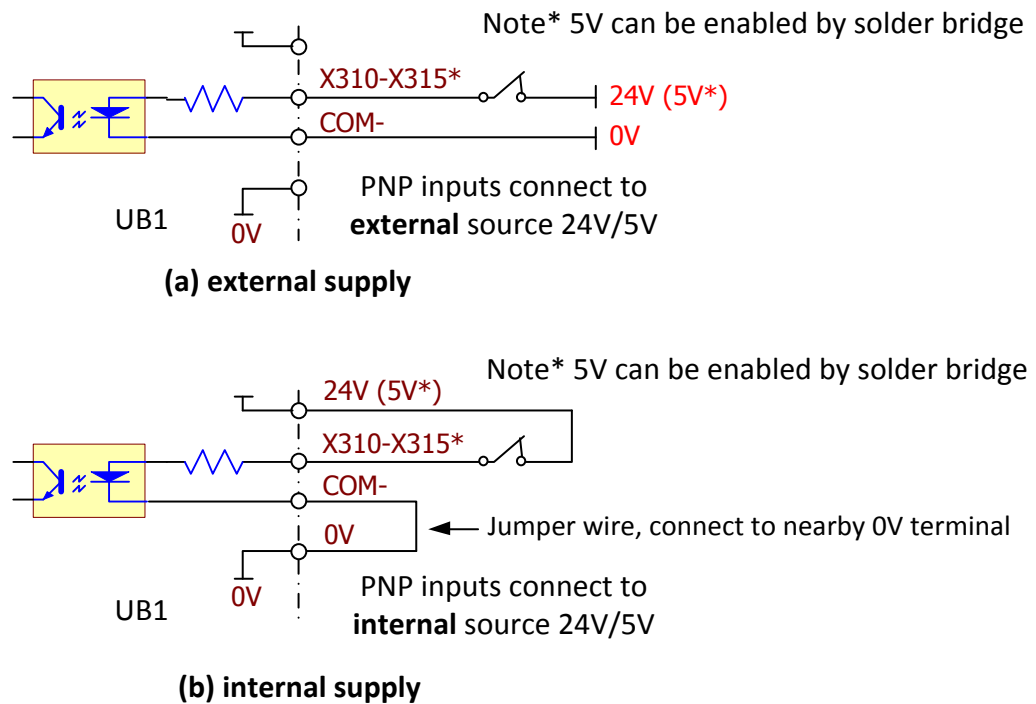 Note* 5V can be enabled by solder bridge
X310-X315*
24V (5V*)
COM-
0V
PNP inputs connect to
external source 24V/5V
UB1
0V
(a) external supply
Note* 5V can be enabled by solder bridge
24V (5V*)
X310-X315*
COM-
Jumper wire, connect to nearby 0V terminal
0V
0V
PNP inputs connect to
internal source 24V/5V
UB1
(b) internal supply